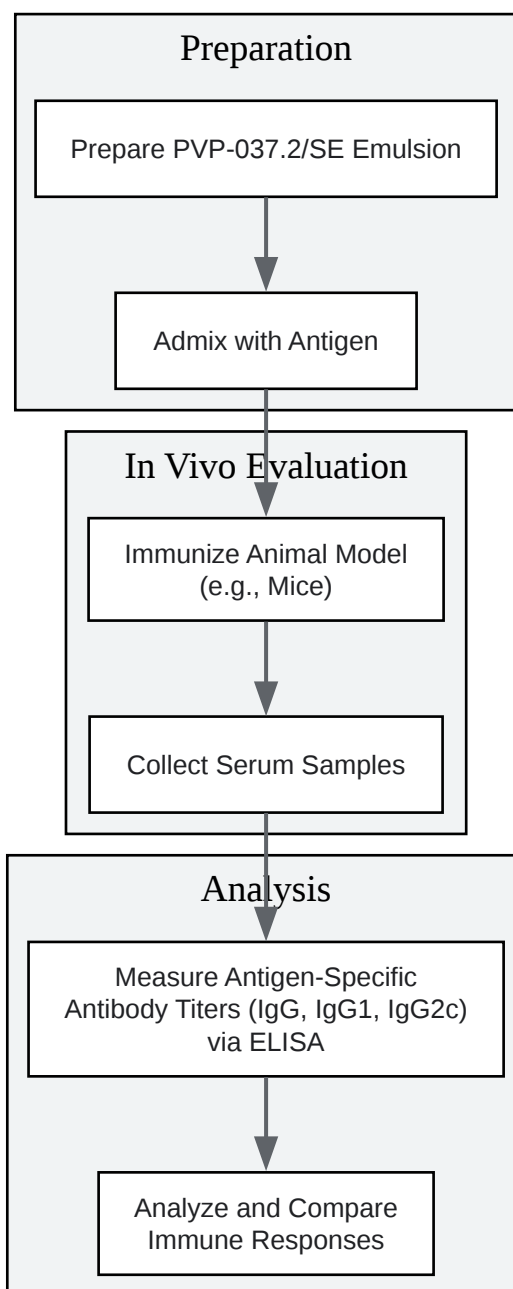 Preparation
Prepare PVP-037.2/SE Emulsion
Admix with Antigen
In Vivo Evaluation
Immunize Animal Model
(e.g., Mice)
Collect Serum Samples
Analysis
Measure Antigen-Specific
Antibody Titers (IgG, IgG1, IgG2c)
via ELISA
Analyze and Compare
Immune Responses